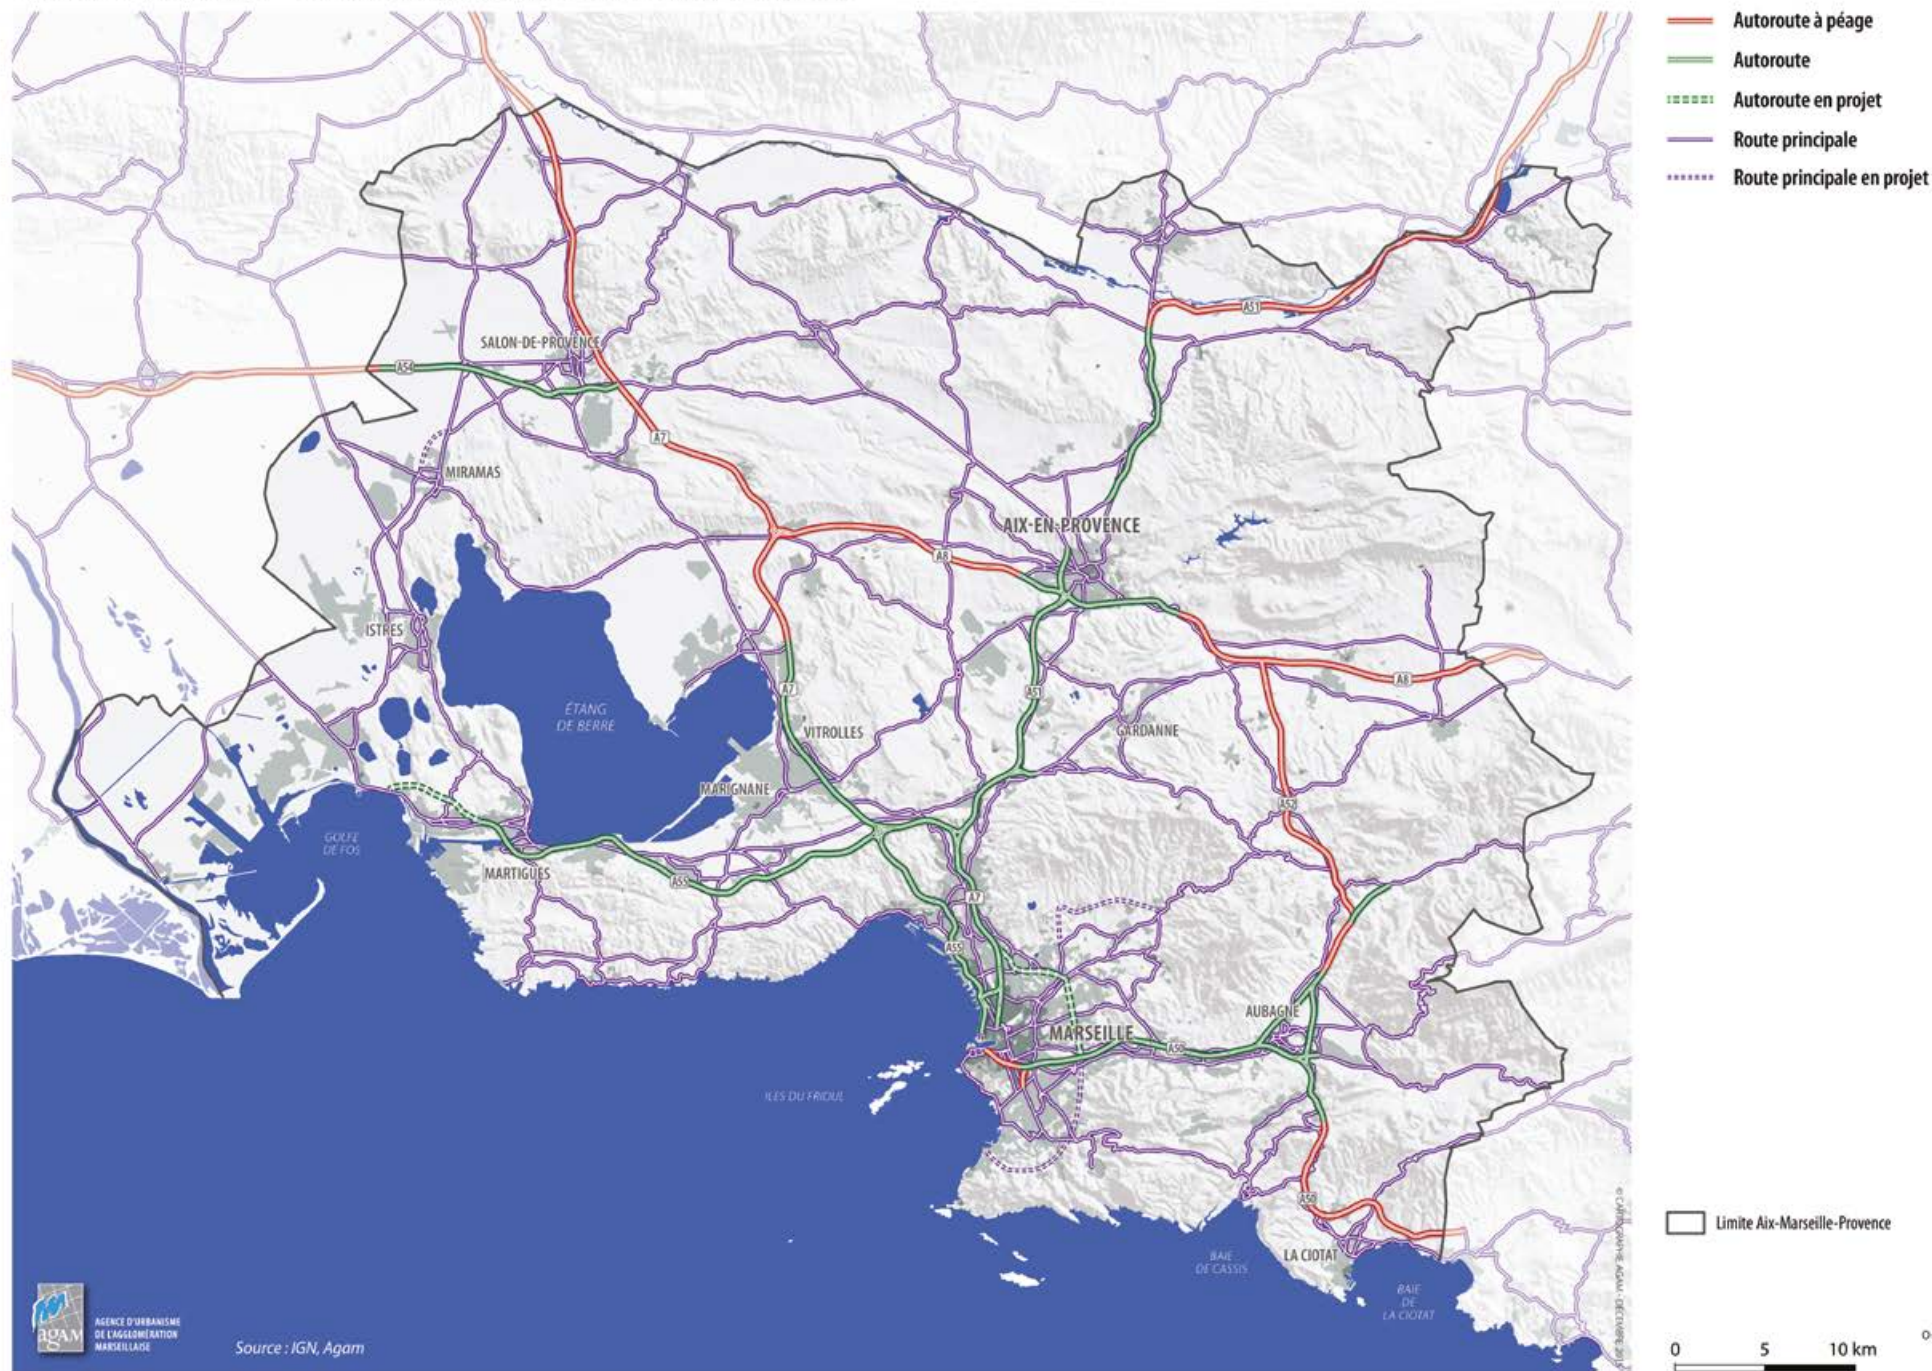 Autoroute à péage
Autoroute
Autoroute en projet
Route principale
Route principale en projet
A51
SALON-DE-PROVENCE
A54
A7
MIRAMAS
AIX-EN-PROVENCE
A8
ISTRES
A8
A7
A51
ÉTANG
DE BERRE
VITROLLES
GARDANNE
MARIGNANE
A52
GOLFE
DE FOS
MARTIGUES
A55
A7
A55
AUBAGNE
MARSEILLE
A50
ILES DU FRIOUL
A50
Limite Aix-Marseille-Provence
BAIE
DE CASSIS
LA CIOTAT
BAIE
DE
LA CIOTAT
agAM
AGENCE D'URBANISME
DE L'AGGLOMÉRATION
MARSEILLAISE
Source : IGN, Agam
0 5 10 km